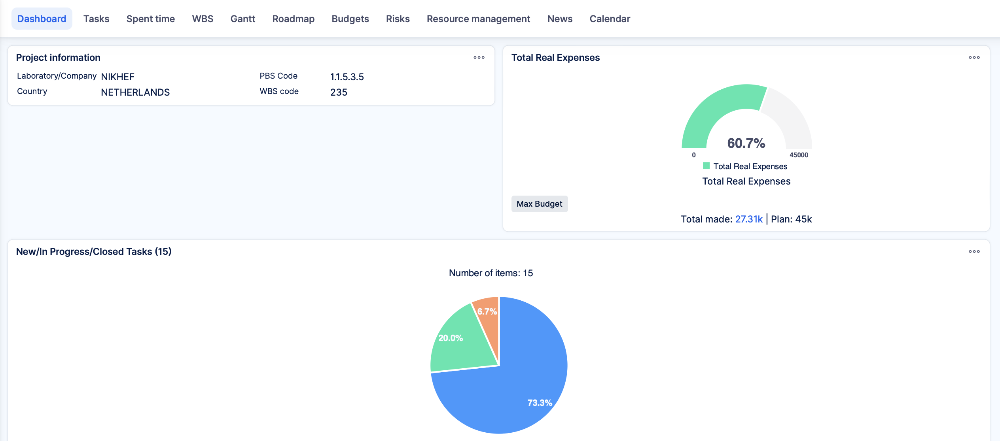 Dashboard Tasks Spent time WBS Gantt Roadmap Budgets Risks Resource management News Calendar
Project information
Laboratory/Company NIKHEF PBS Code 1.1.5.3.5
Country NETHERLANDS WBS code 235
Total Real Expenses
60.7%
0 45000
Total Real Expenses
Total Real Expenses
Max Budget
Total made: 27.31k | Plan: 45k
New/In Progress/Closed Tasks (15)
Number of items: 15
6.7%
20.0%
73.3%